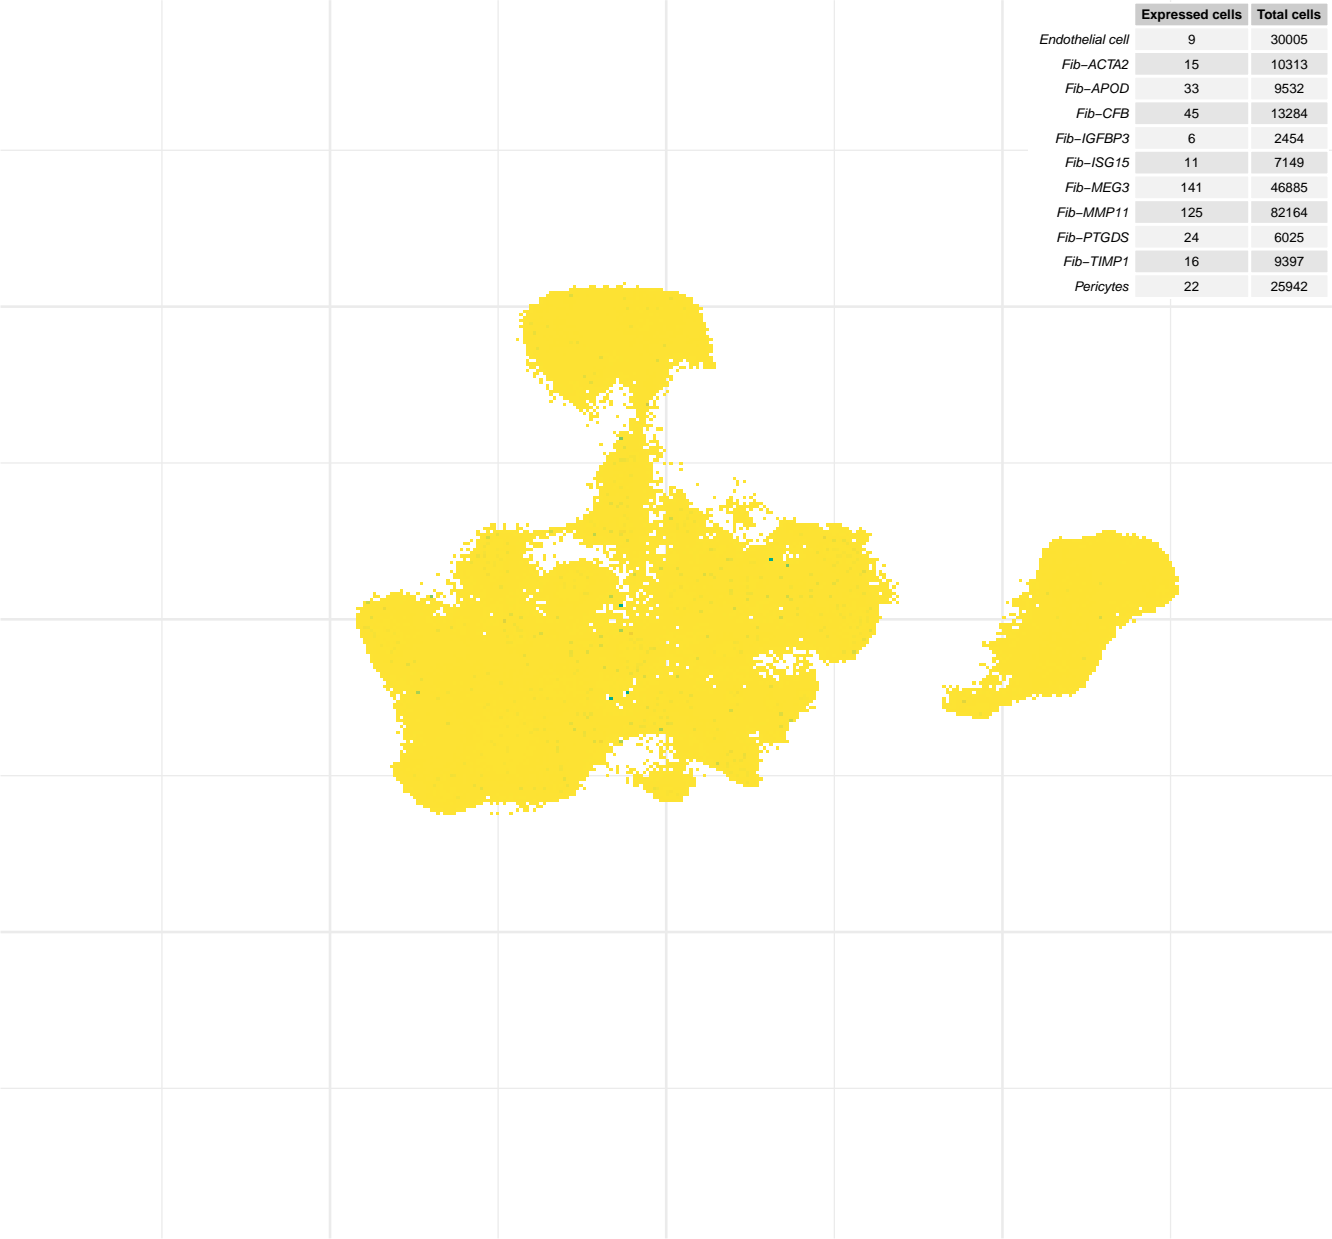 Expressed cells Total cells
Endothelial cell 9 30005
Fib−ACTA2 15 10313
Fib−APOD 33 9532
Fib−CFB 45 13284
Fib−IGFBP3 6 2454
Fib−ISG15 11 7149
Fib−MEG3 141 46885
Fib−MMP11 125 82164
Fib−PTGDS 24 6025
Fib−TIMP1 16 9397
Pericytes 22 25942